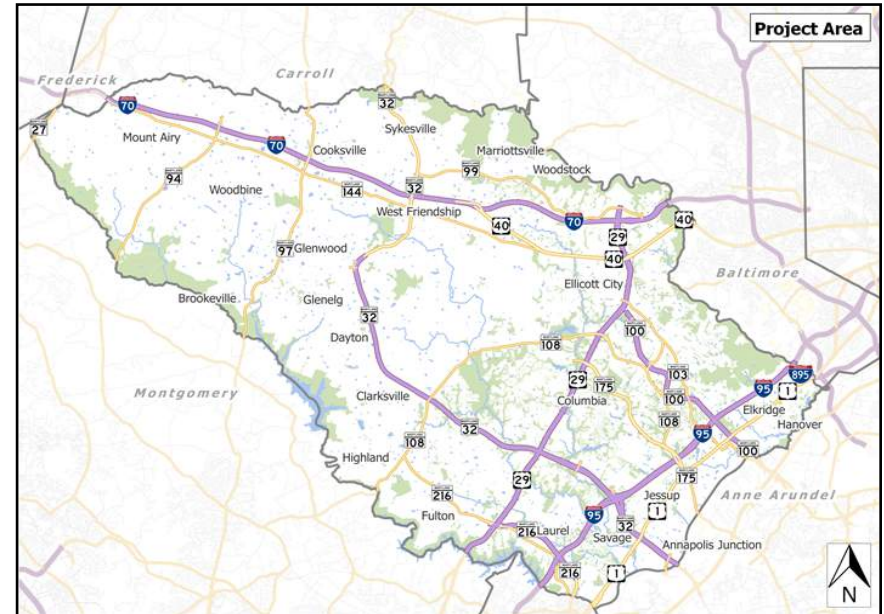 Project Area
Frederick
Carroll
70
32
27
Mount Airy
Sykesville
70
Cooksville
Marriottsville
99
Woodstock
94
Woodbine
144
32
West Friendship
40
70
40
29
97
Glenwood
40
Baltimore
Ellicott City
Brookeville
Glenelg
32
Dayton
100
108
103
895
Montgomery
29
175
95
1
Clarksville
Columbia
100
Elkridge
108
Hanover
32
95
108
100
Highland
29
175
Anne Arundel
216
Jessup
Fulton
95
1
32
216
Laurel
Savage
Annapolis Junction
216
1
N